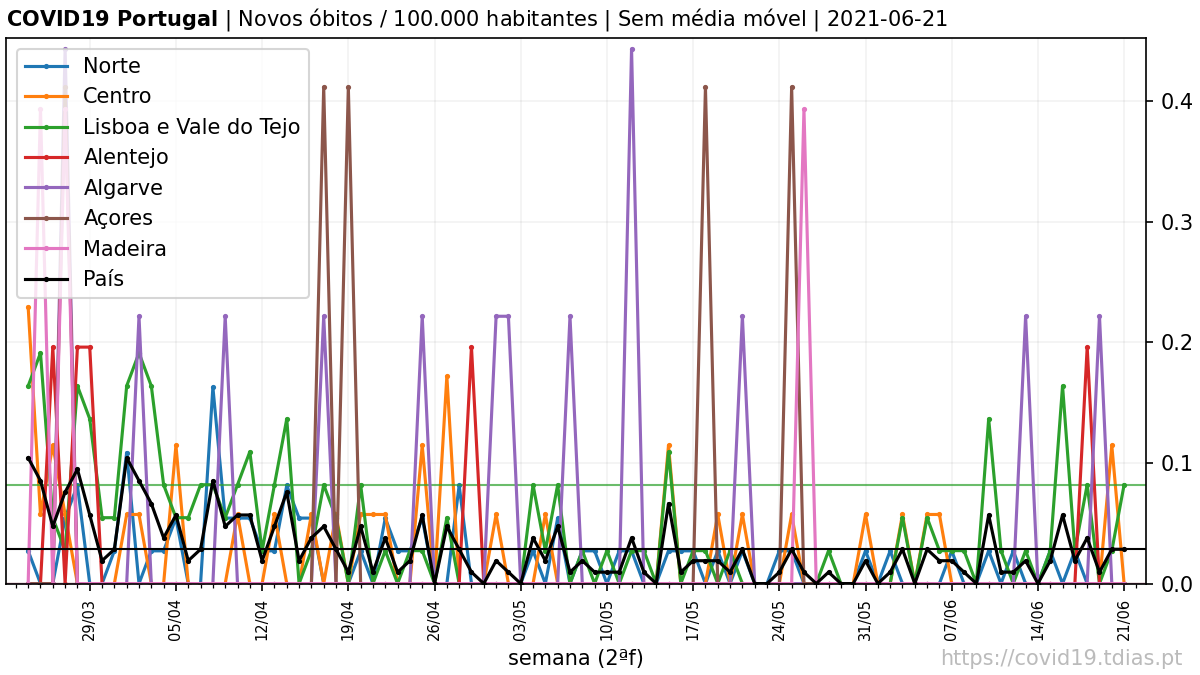 COVID19 Portugal | Novos óbitos / 100.000 habitantes | Sem média móvel | 2021-06-21
Norte
Centro
Lisboa e Vale do Tejo
Alentejo
Algarve
Açores
Madeira
País
0.4
0.3
0.2
0.1
0.0
29/03 05/04 12/04 19/04 26/04 03/05 10/05 17/05 24/05 31/05 07/06 14/06 21/06
semana (2ªf)
https://covid19.tdias.pt